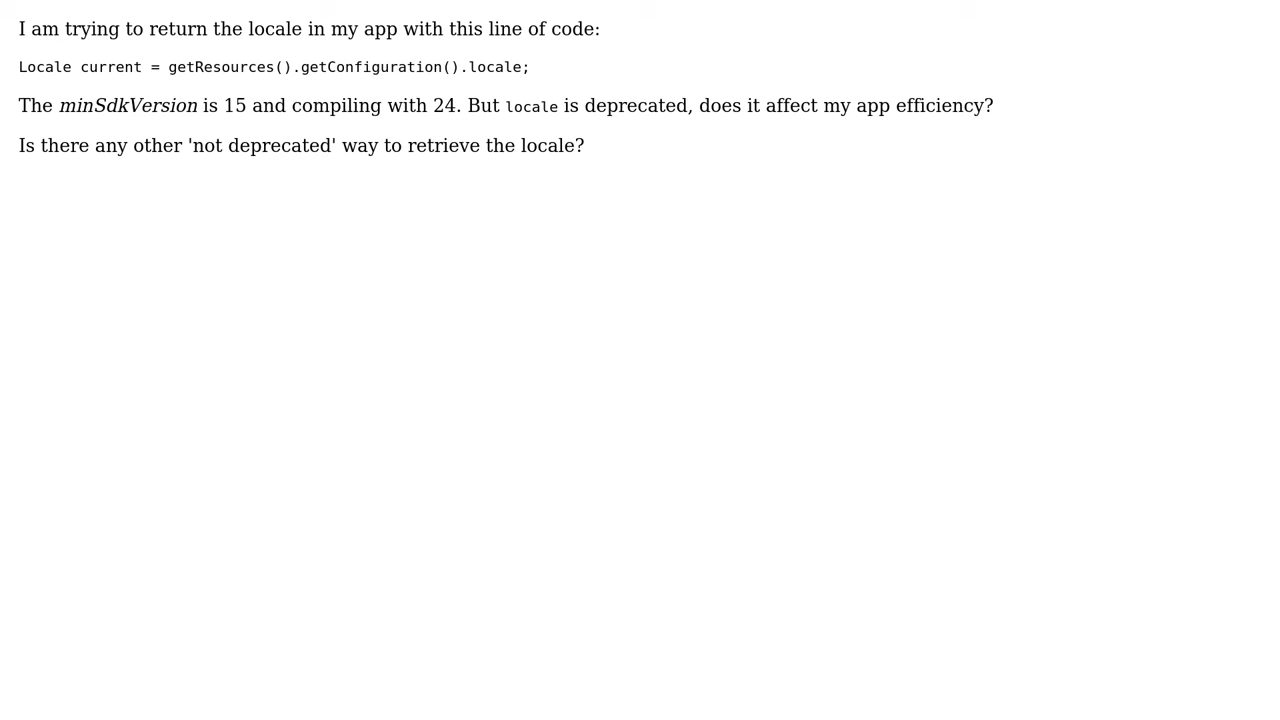 I am trying to return the locale in my app with this line of code:
Locale current = getResources().getConfiguration().locale;
The minSdkVersion is 15 and compiling with 24. But locale is deprecated, does it affect my app efficiency?
Is there any other 'not deprecated' way to retrieve the locale?